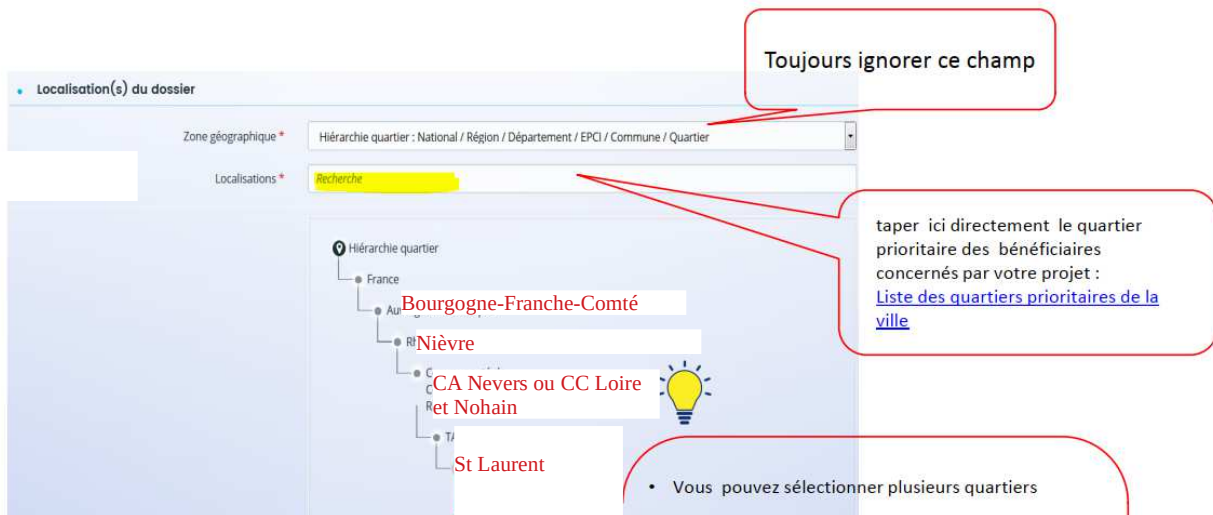 Toujours ignorer ce champ
Localisation(s) du dossier
Zone géographique *
Hiérarchie quartier : National / Région / Département / EPCI / Commune / Quartier
Localisations *
Recherche
taper ici directement le quartier
prioritaire des bénéficiaires
concernés par votre projet :
Liste des quartiers prioritaires de la
ville
Hiérarchie quartier
France
Bourgogne-Franche-Comté
Nièvre
CA Nevers ou CC Loire
et Nohain
St Laurent
• Vous pouvez sélectionner plusieurs quartiers